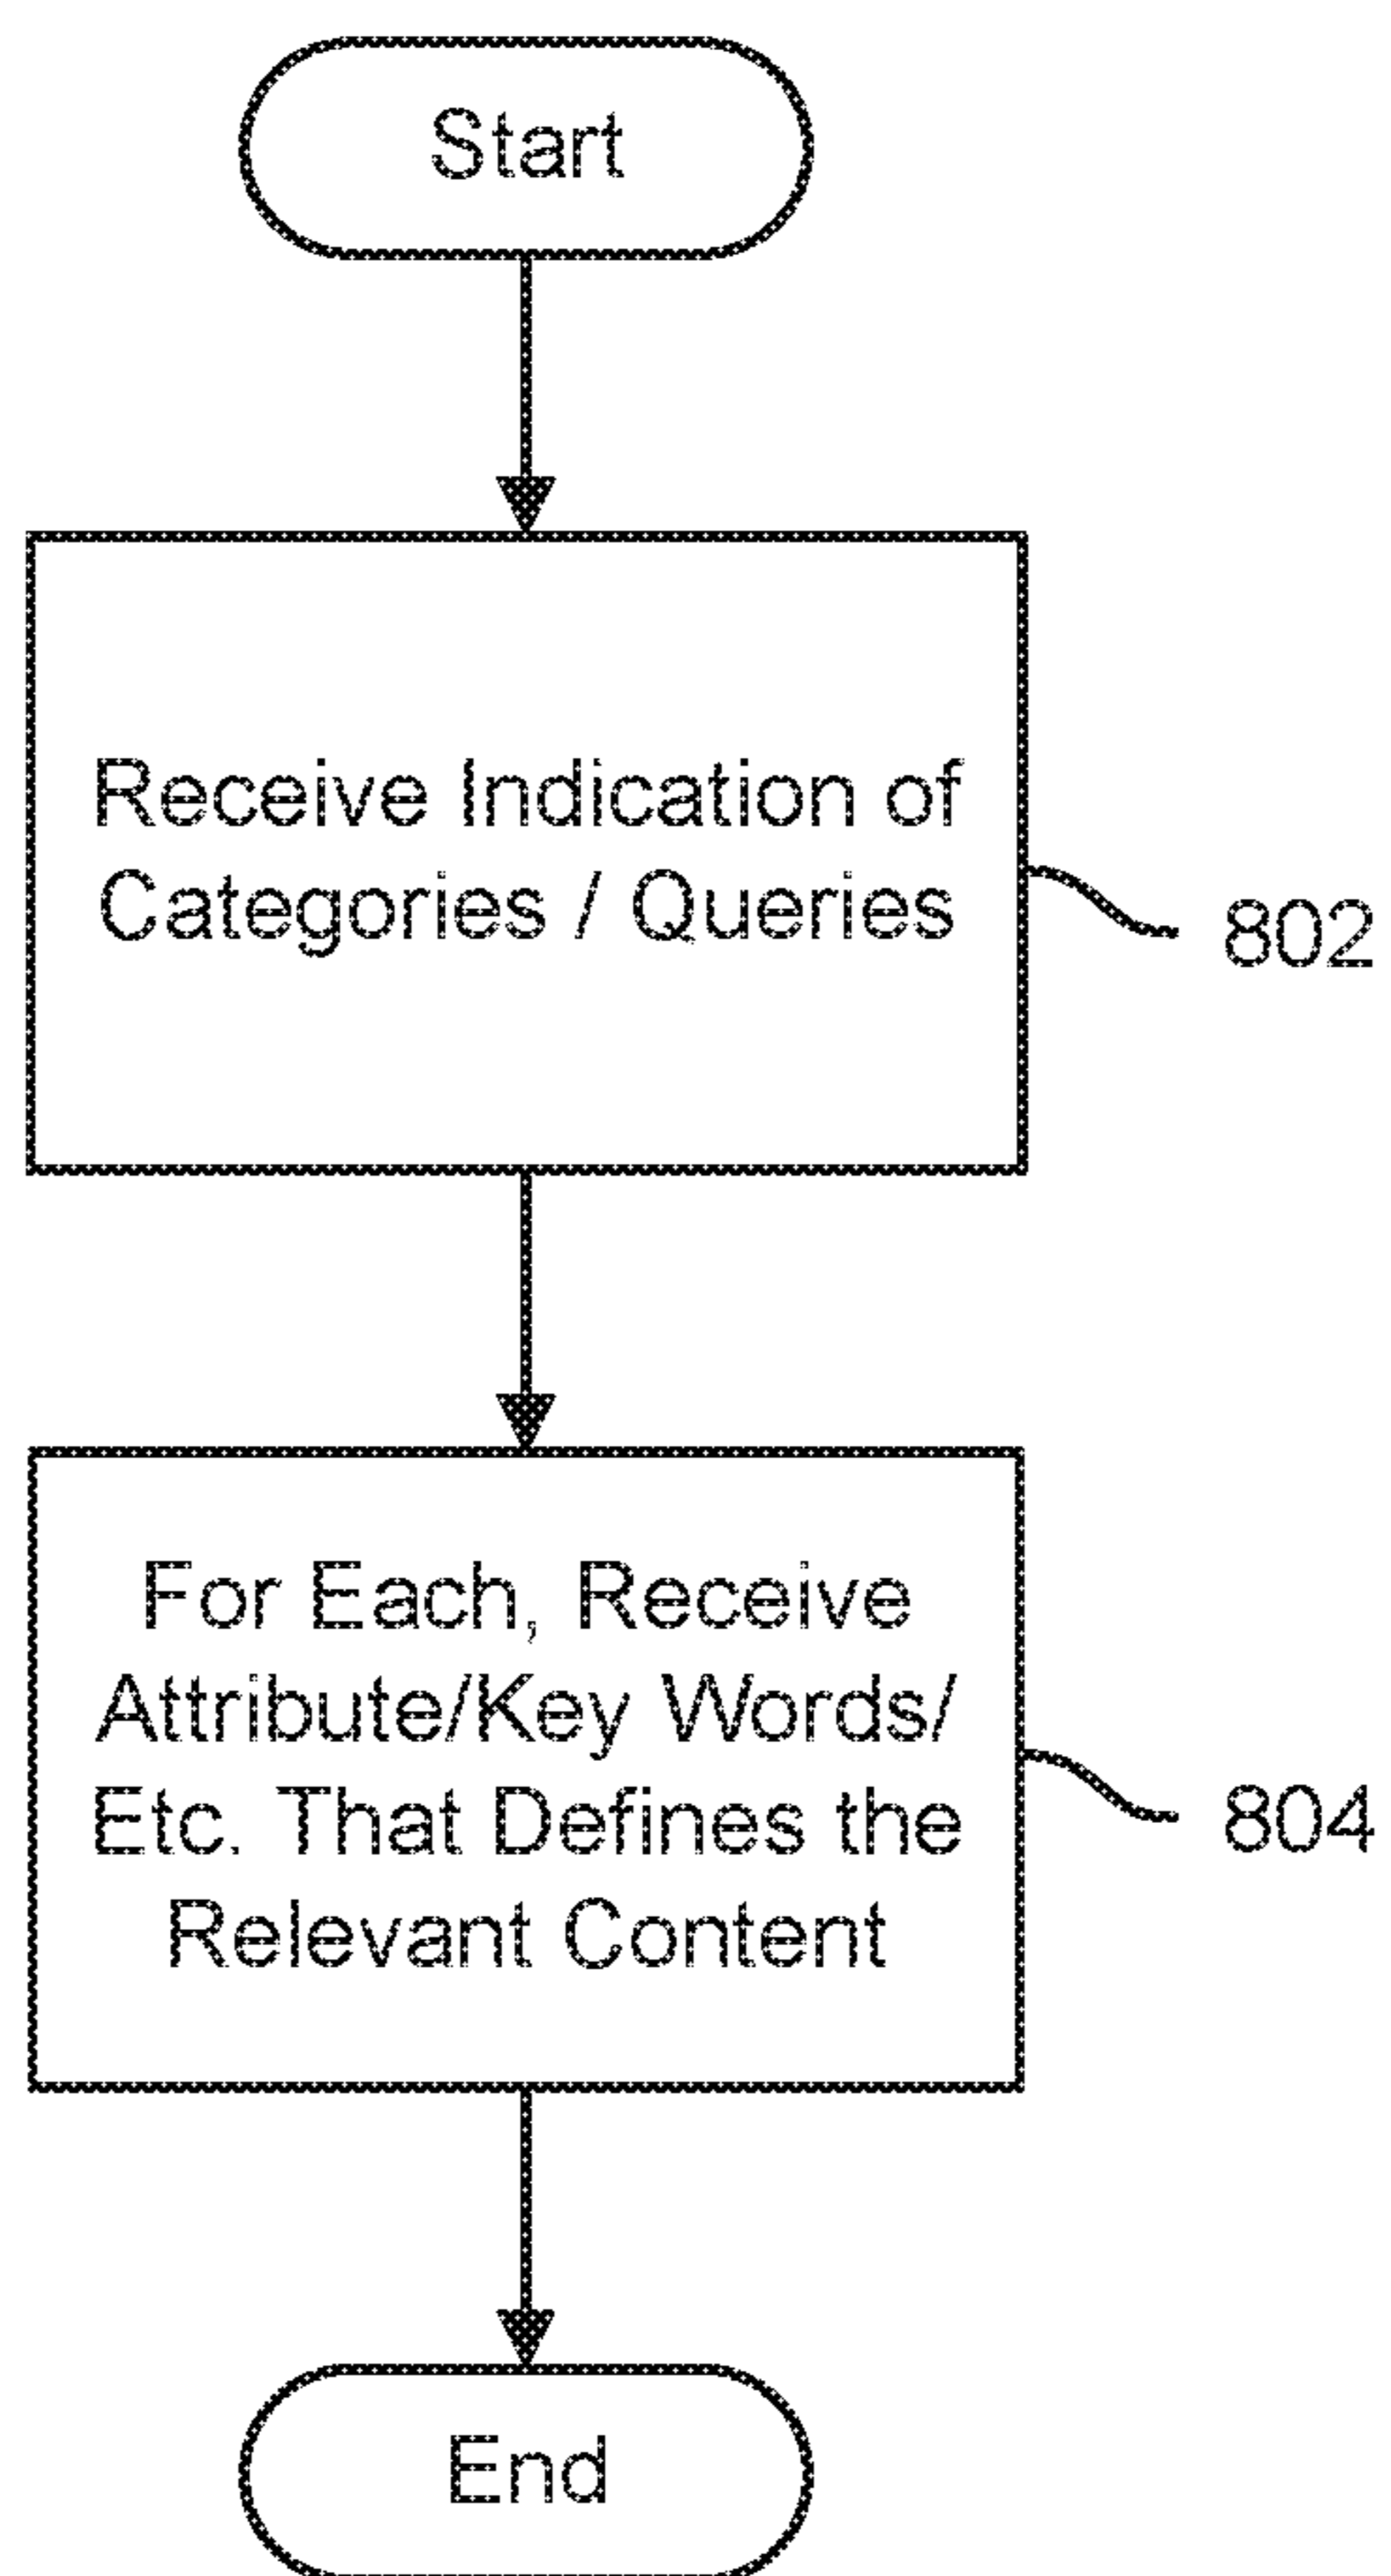 Start
Receive Indication of
Categories / Queries
802
For Each, Receive
Attribute/Key Words/
Etc. That Defines the
Relevant Content
804
End